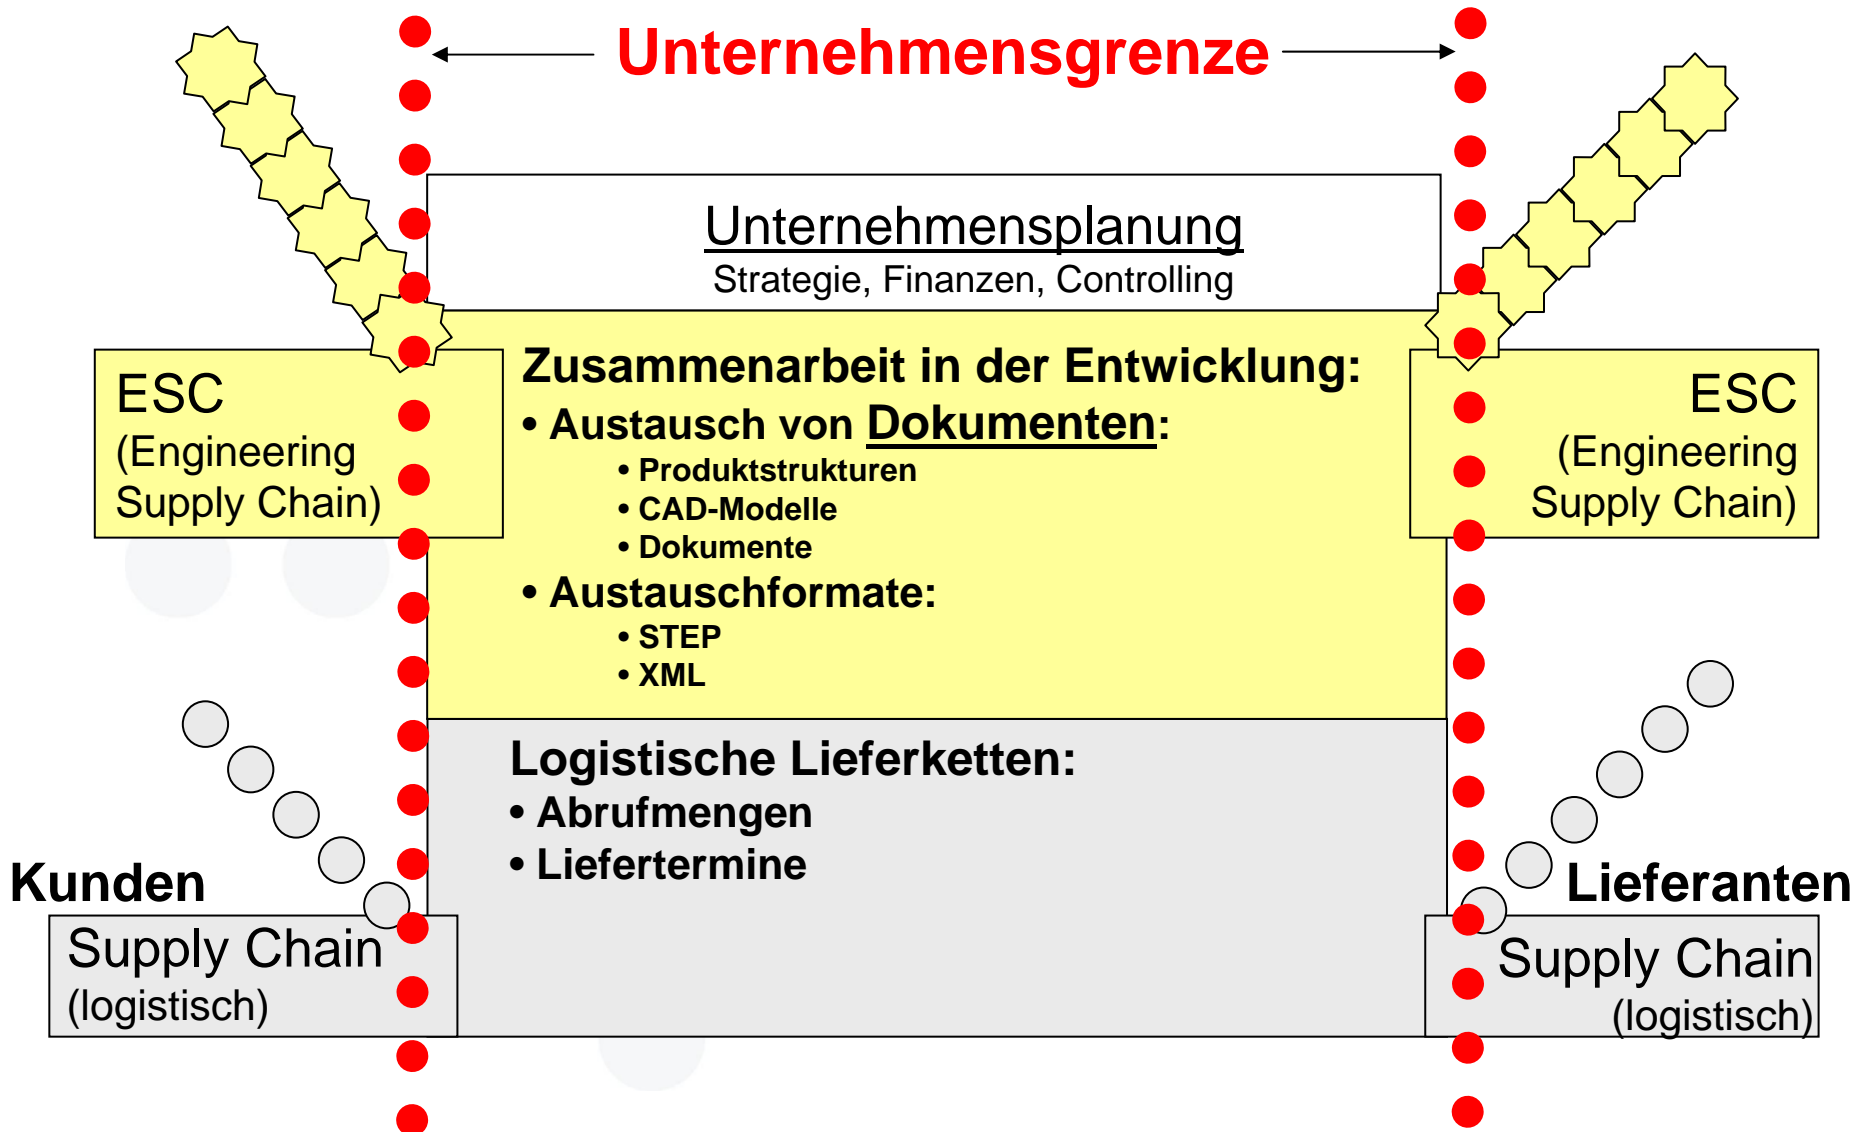 Unternehmensgrenze
Unternehmensplanung
Strategie, Finanzen, Controlling
ESC
(Engineering
Supply Chain)
Zusammenarbeit in der Entwicklung:
• Austausch von Dokumenten:
• Produktstrukturen
• CAD-Modelle
• Dokumente
• Austauschformate:
• STEP
• XML
ESC
(Engineering
Supply Chain)
Logistische Lieferketten:
• Abrufmengen
• Liefertermine
Kunden
Supply Chain
(logistisch)
Lieferanten
Supply Chain
(logistisch)